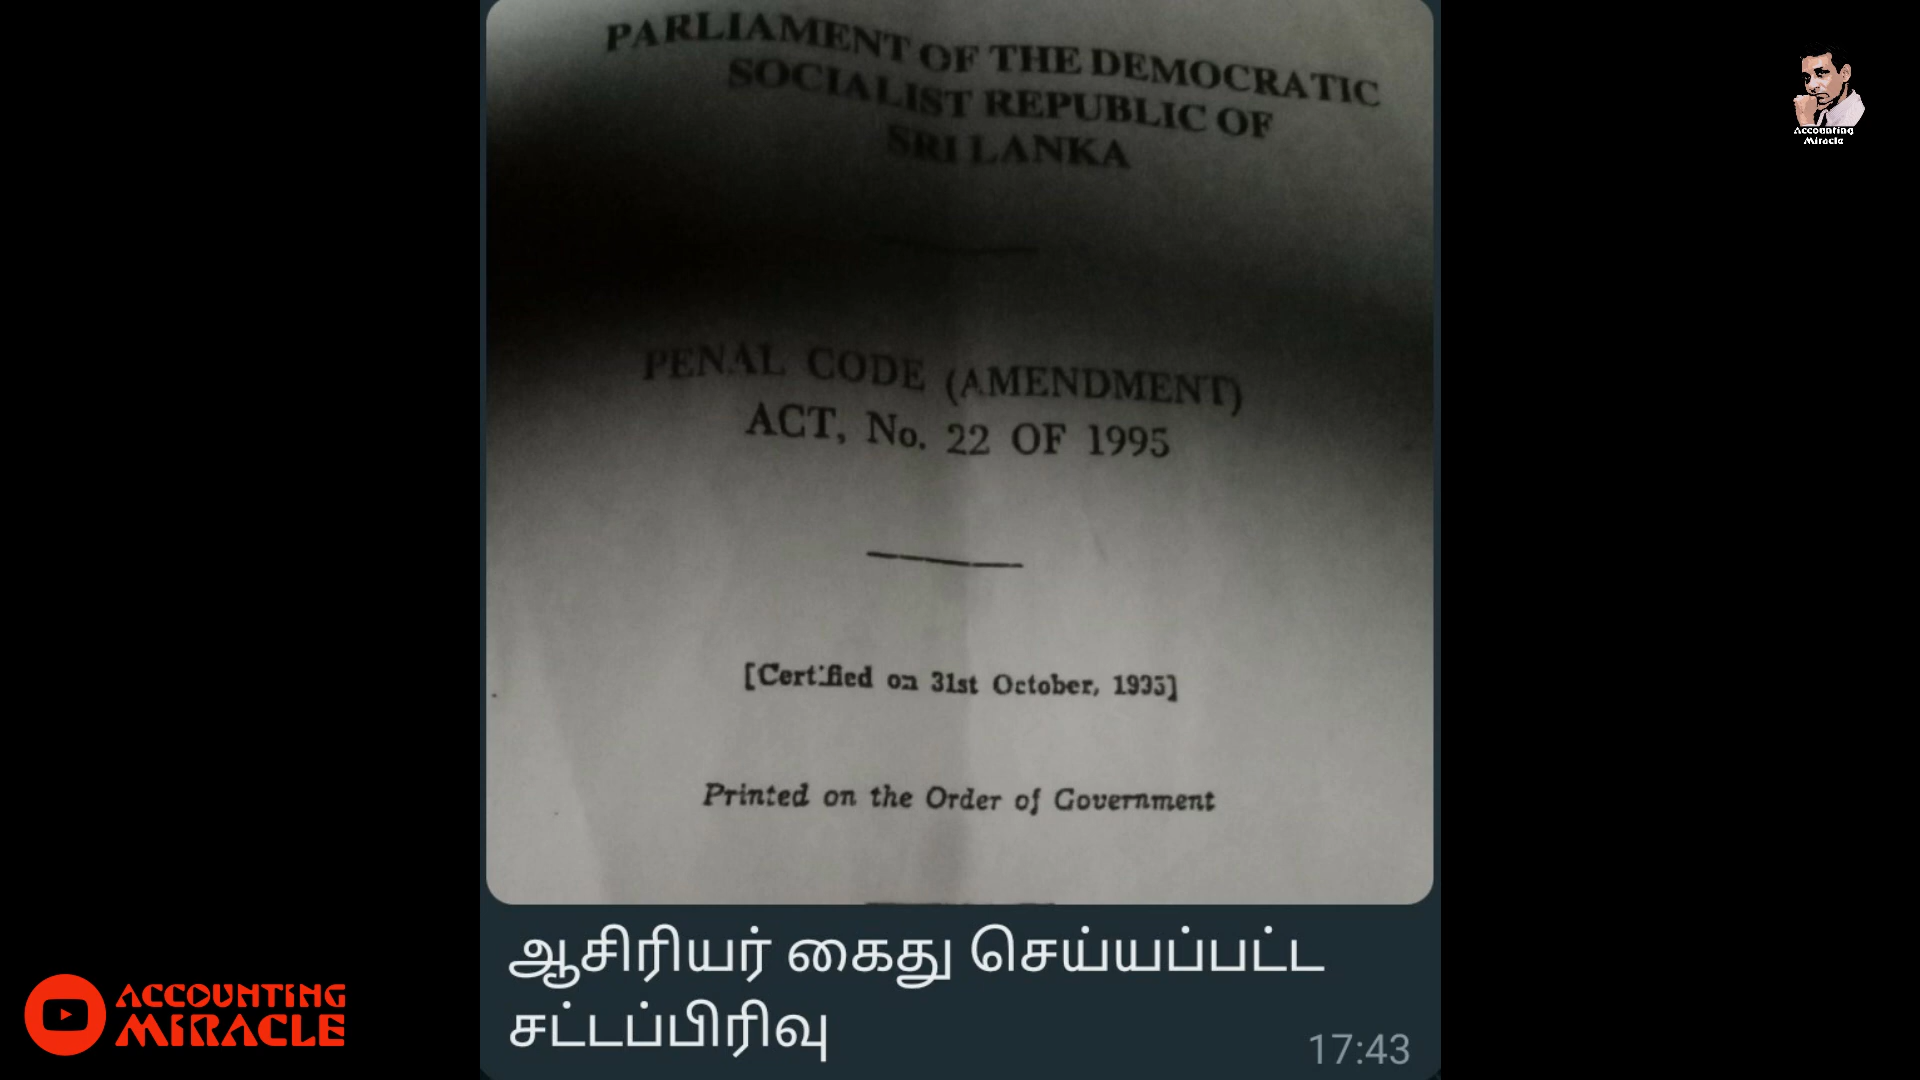 PARLIAMENT OF THE DEMOCRATIC
SOCIALIST REPUBLIC OF
SRI LANKA
PENAL CODE (AMENDMENT)
ACT, No. 22 OF 1995
[Certified on 31st October, 1995]
Printed on the Order of Government
ஆசிரியர் கைது செய்யப்பட்ட
சட்டப்பிரிவு
17:43
Accounting
Miracle
ACCOUNTING
MIRACLE